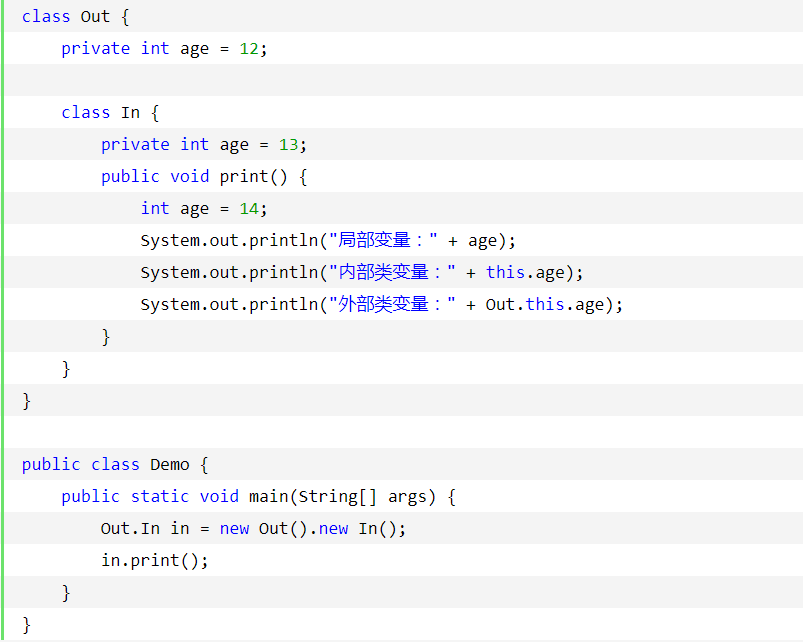 class Out {
    private int age = 12;

    class In {
        private int age = 13;
        public void print() {
            int age = 14;
            System.out.println("局部变量：" + age);
            System.out.println("内部类变量：" + this.age);
            System.out.println("外部类变量：" + Out.this.age);
        }
    }
}

public class Demo {
    public static void main(String[] args) {
        Out.In in = new Out().new In();
        in.print();
    }
}